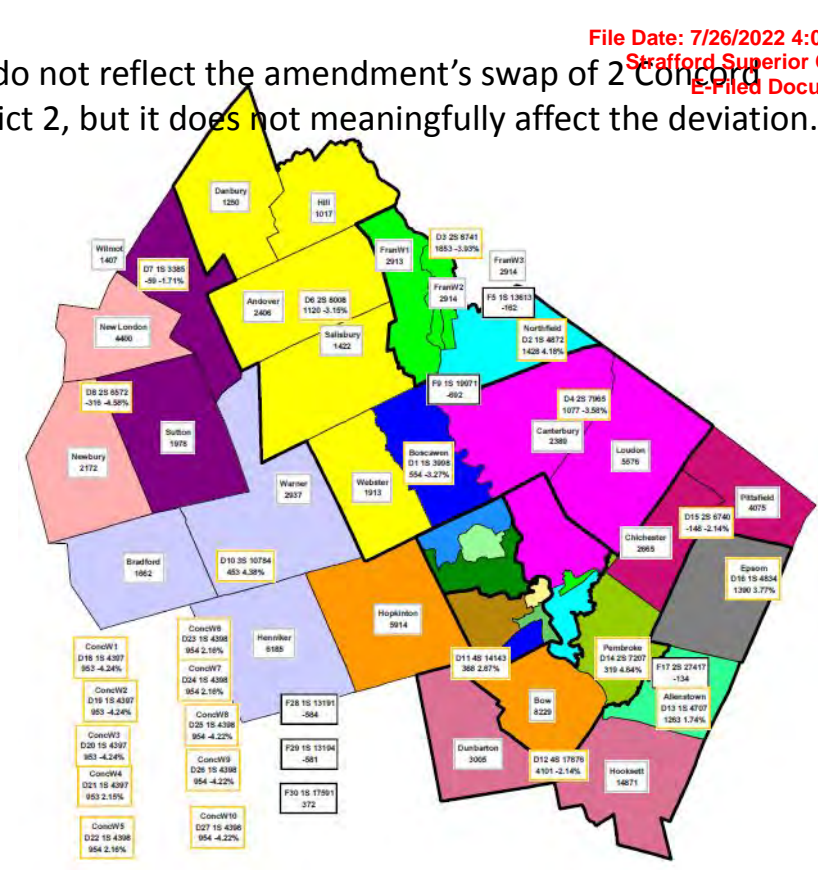 File Date: 7/26/2022 4:0
Strafford Superior C
E-Filed Docu
do not reflect the amendment's swap of 2 Concord
ict 2, but it does not meaningfully affect the deviation.
Danbury
1250
Hill
1017
Wilmot
1407
D7 1S 3385
-59 -1.71%
FranW1
2913
D3 2S 8741
1853 -3.93%
FranW3
2914
FranW2
2914
F5 1S 13613
-162
Andover
2406
D6 2S 8008
1120 -3.15%
New London
4400
Salisbury
1422
Northfield
D2 1S 4872
1428 4.16%
D8 2S 6572
-316 -4.58%
F9 1S 19071
-692
D4 2S 7965
1077 -3.58%
Sutton
1978
Canterbury
2389
Loudon
5576
Newbury
2172
Boscawen
D1 1S 3998
554 -3.27%
Warner
2937
Webster
1913
Pittsfield
4075
D15 2S 6740
-148 -2.14%
Chichester
2665
Bradford
1662
D10 3S 10784
453 4.38%
Epsom
D16 1S 4834
1390 3.77%
Hopkinton
5914
Henniker
6185
ConcW1
D18 1S 4397
953 -4.24%
ConcW6
D23 1S 4398
954 2.16%
ConcW2
D19 1S 4397
953 -4.24%
ConcW7
D24 1S 4398
954 2.16%
ConcW3
D20 1S 4397
953 -4.24%
ConcW8
D25 1S 4398
954 -4.22%
ConcW4
D21 1S 4397
953 2.15%
ConcW9
D26 1S 4398
954 -4.22%
ConcW5
D22 1S 4398
954 2.16%
ConcW10
D27 1S 4398
954 -4.22%
F28 1S 13191
-584
F29 1S 13194
-581
F30 1S 17591
372
D11 4S 14143
368 2.67%
Pembroke
D14 2S 7207
319 4.64%
F17 2S 27417
-134
Allenstown
D13 1S 4707
1263 1.74%
Bow
8229
Dunbarton
3005
D12 4S 17876
4101 -2.14%
Hooksett
14871